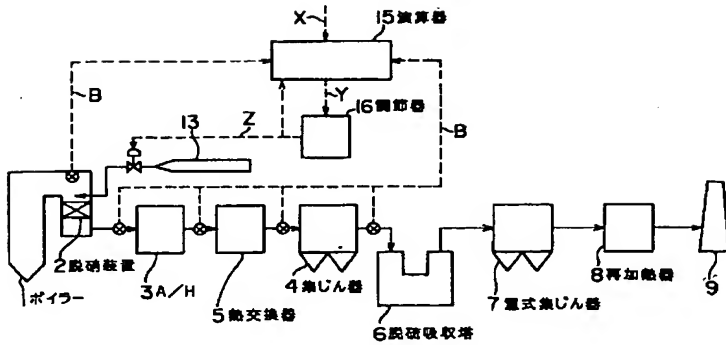 X
15演算器
B
Y
16調節器
Z
B
13
2脱硝装置
3A/H
5熱交換器
4集じん器
6脱硫吸収塔
7電式集じん器
8再加熱器
9
ボイラー